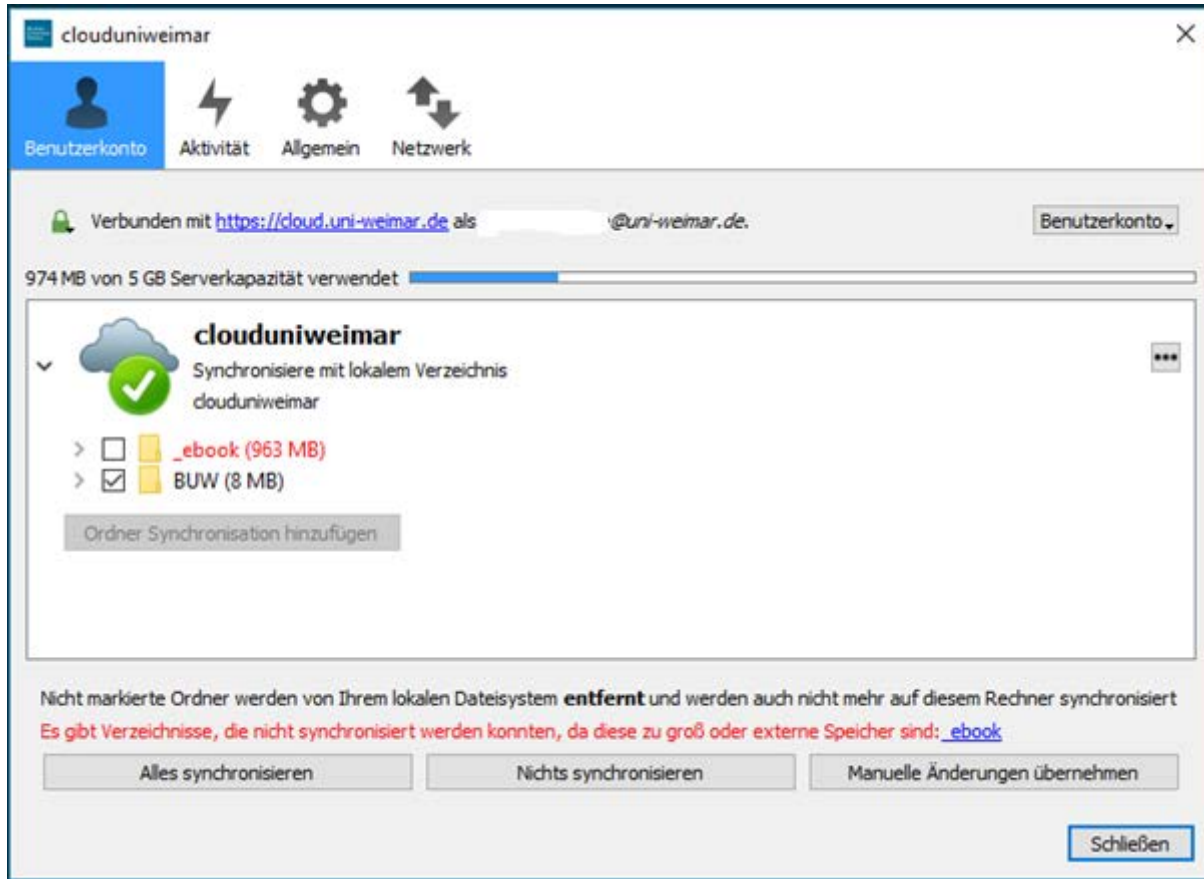 clouduniweimar
Benutzerkonto Aktivität Allgemein Netzwerk
Verbunden mit https://cloud.uni-weimar.de als @uni-weimar.de.
Benutzerkonto
974 MB von 5 GB Serverkapazität verwendet
clouduniweimar
Synchronisiere mit lokalem Verzeichnis
clouduniweimar
_ebook (963 MB)
BUW (8 MB)
Ordner Synchronisation hinzufügen
Nicht markierte Ordner werden von Ihrem lokalen Dateisystem entfernt und werden auch nicht mehr auf diesem Rechner synchronisiert
Es gibt Verzeichnisse, die nicht synchronisiert werden konnten, da diese zu groß oder externe Speicher sind: _ebook
Alles synchronisieren Nichts synchronisieren Manuelle Änderungen übernehmen
Schließen